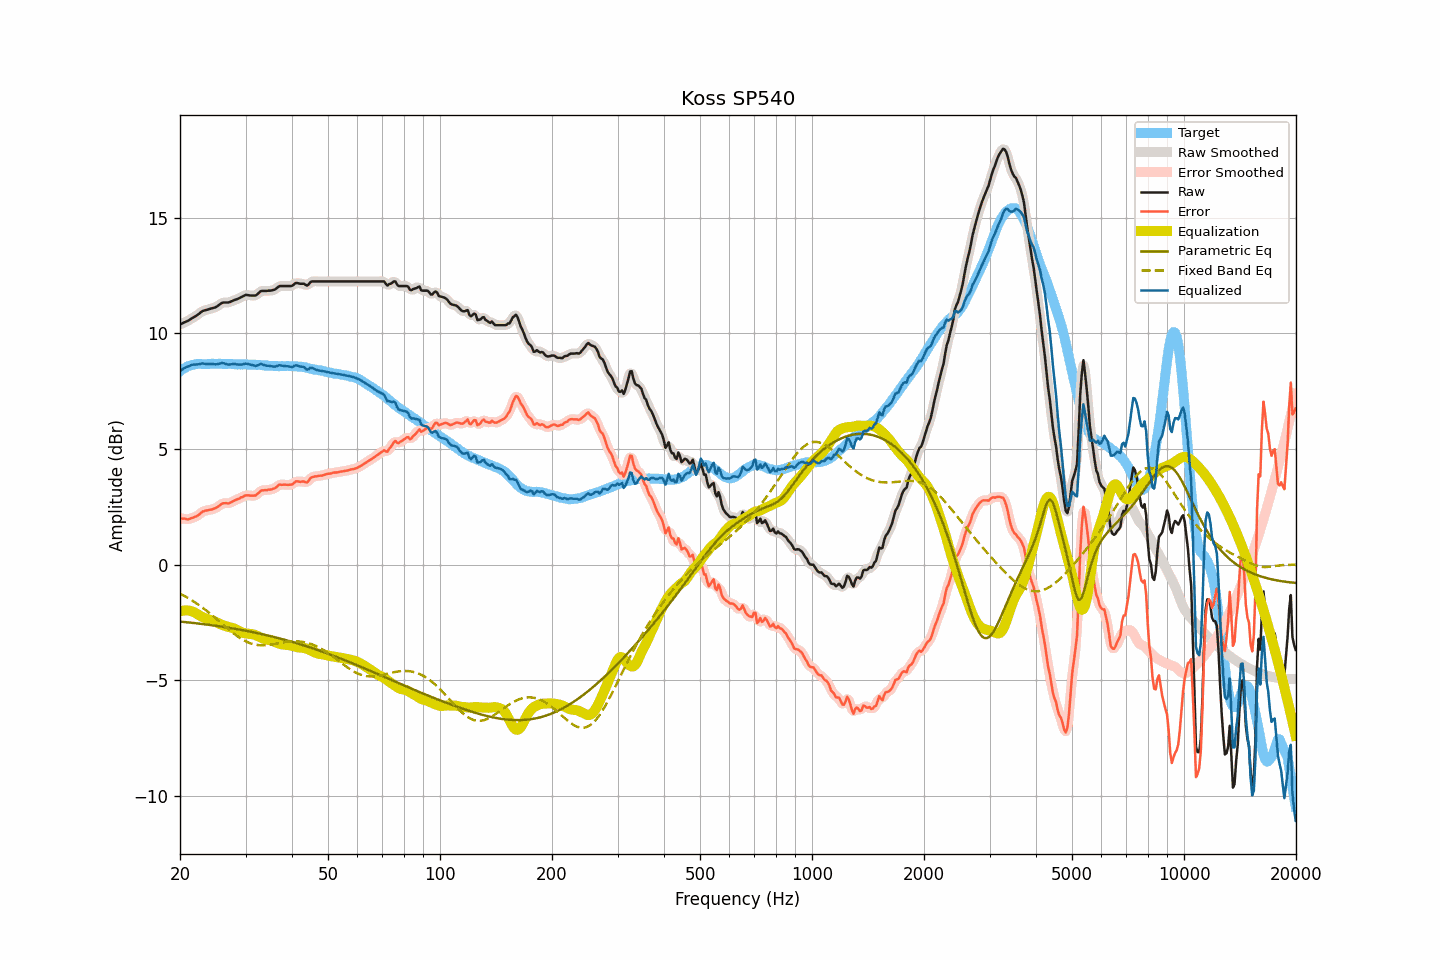 Koss SP540
Target
Raw Smoothed
Error Smoothed
Raw
Error
Equalization
Parametric Eq
Fixed Band Eq
Equalized
Amplitude (dBr)
15
10
5
0
−5
−10
20 50 100 200 500 1000 2000 5000 10000 20000
Frequency (Hz)